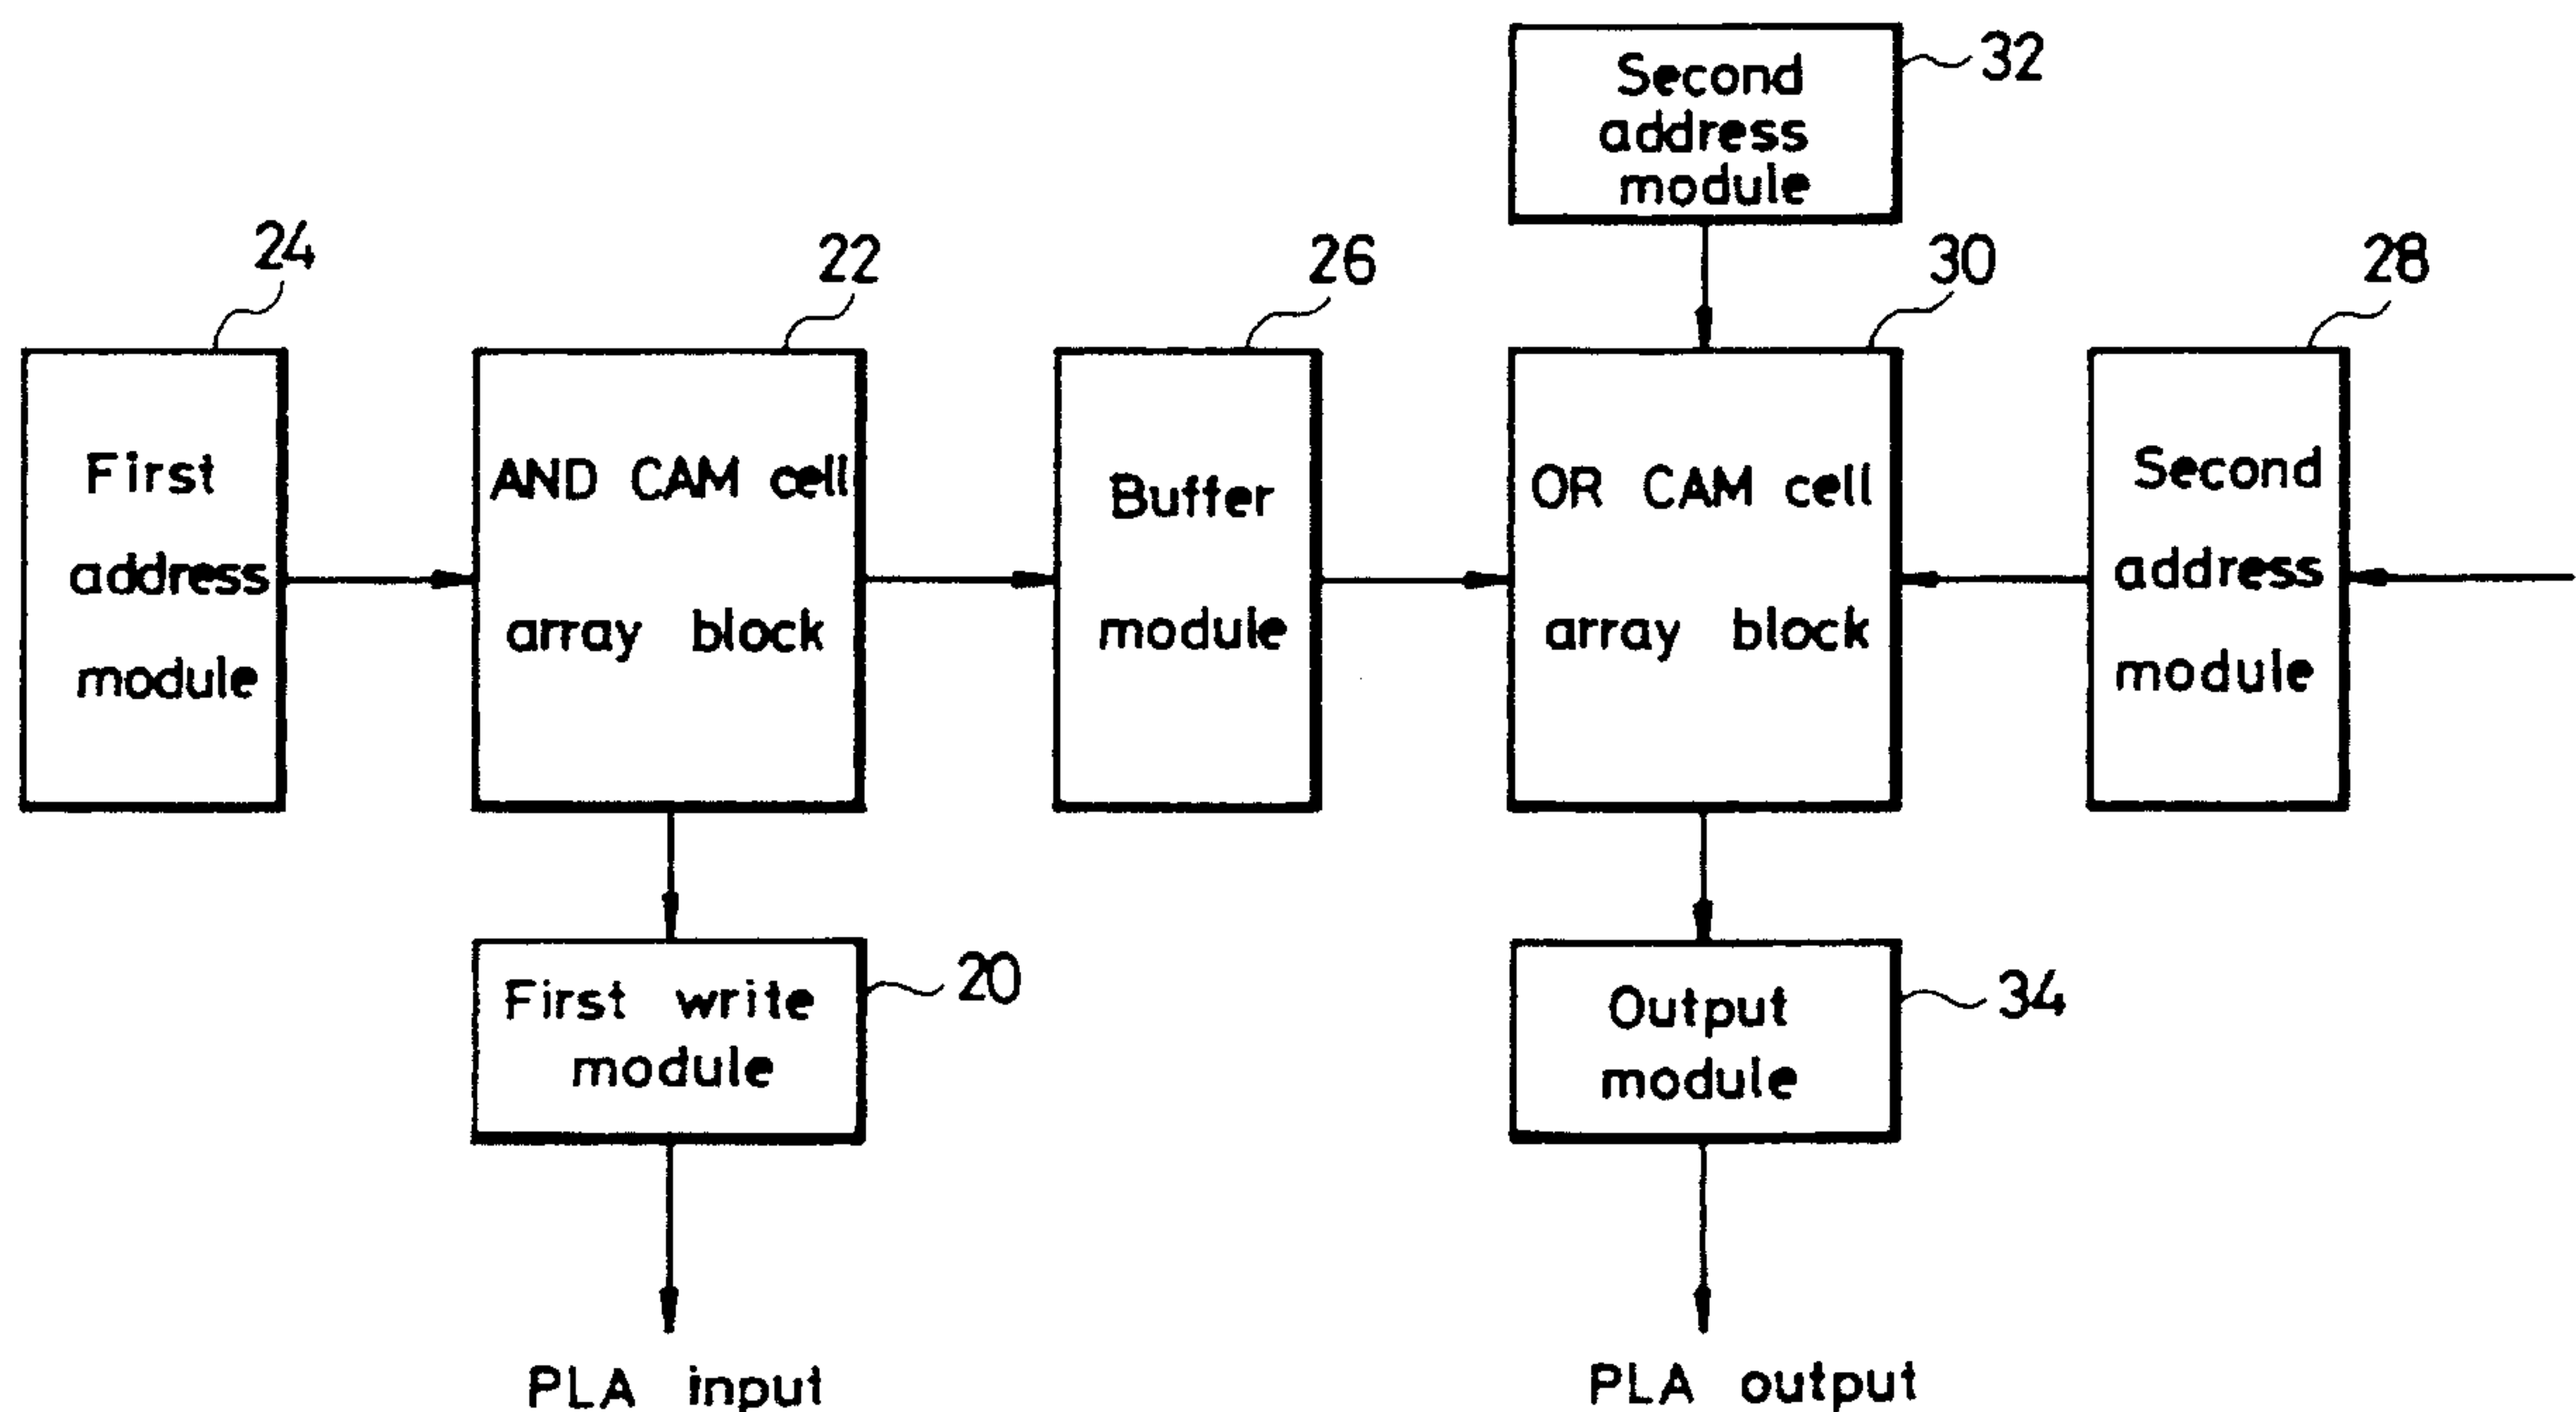 Second
address
module
32
24
First
address
module
22
AND CAM cell
array block
26
Buffer
module
30
OR CAM cell
array block
28
Second
address
module
First write
module
20
Output
module
34
PLA input
PLA output